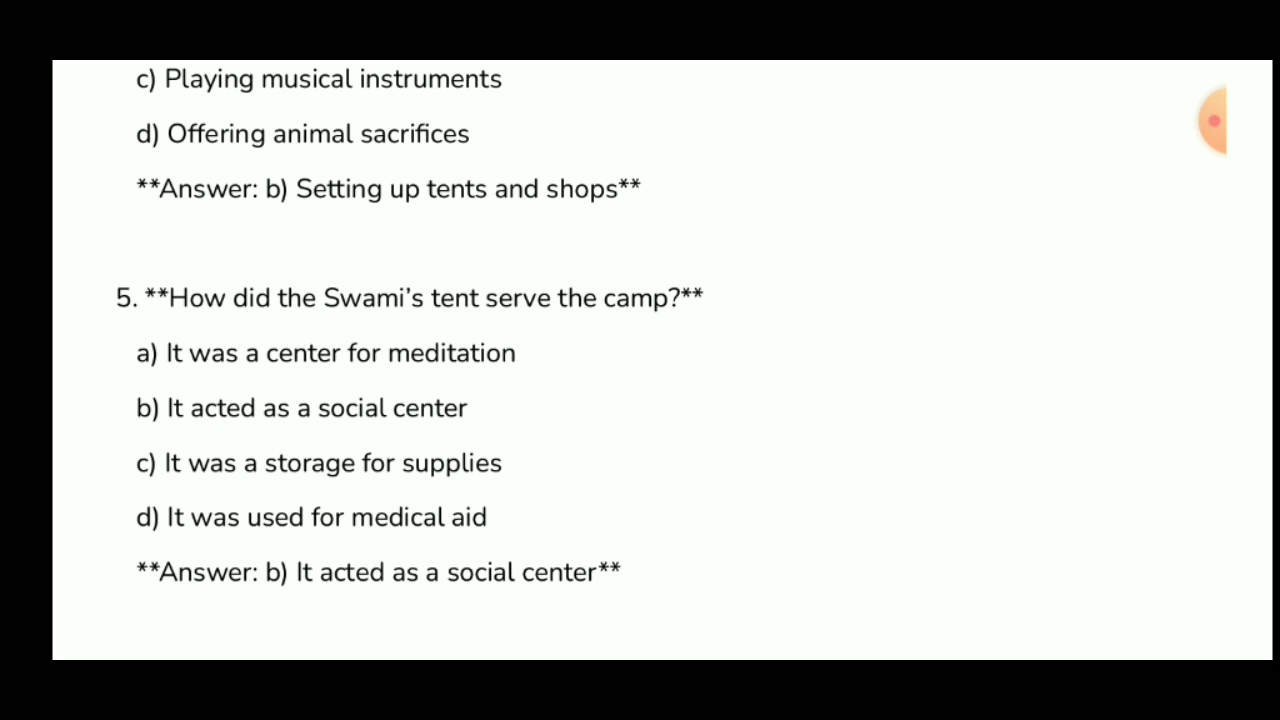 c) Playing musical instruments
d) Offering animal sacrifices
**Answer: b) Setting up tents and shops**
5. **How did the Swami’s tent serve the camp?**
a) It was a center for meditation
b) It acted as a social center
c) It was a storage for supplies
d) It was used for medical aid
**Answer: b) It acted as a social center**